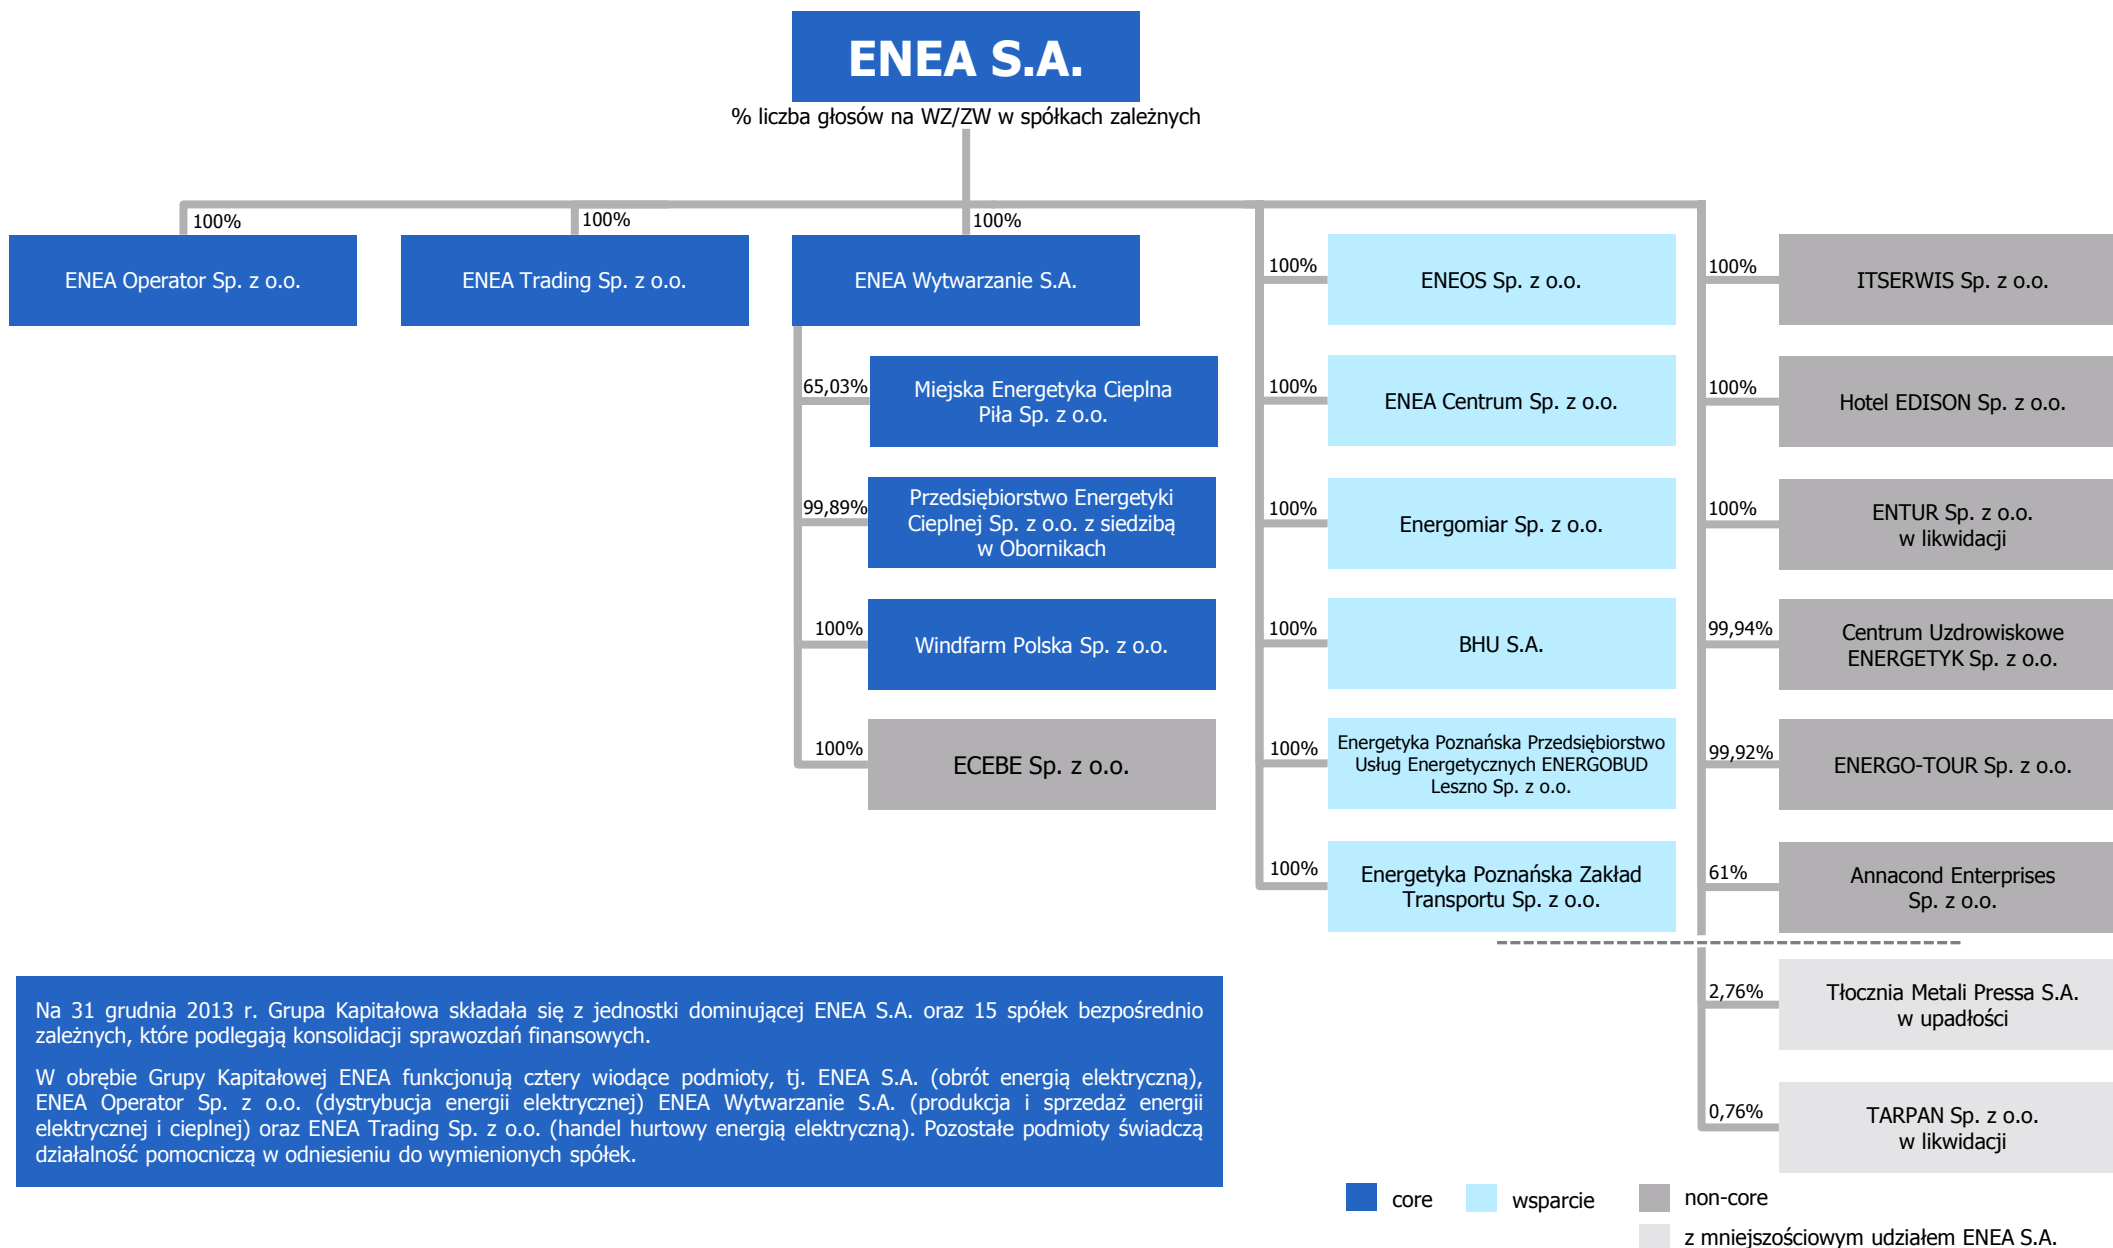 ENEA S.A.
% liczba głosów na WZ/ZW w spółkach zależnych
100%
ENEA Operator Sp. z o.o.
100%
ENEA Trading Sp. z o.o.
100%
ENEA Wytwarzanie S.A.
65,03%
Miejska Energetyka Cieplna
Piła Sp. z o.o.
99,89%
Przedsiębiorstwo Energetyki
Cieplnej Sp. z o.o. z siedzibą
w Obornikach
100%
Windfarm Polska Sp. z o.o.
100%
ECEBE Sp. z o.o.
100%
ENEOS Sp. z o.o.
100%
ENEA Centrum Sp. z o.o.
100%
Energomiar Sp. z o.o.
100%
BHU S.A.
100%
Energetyka Poznańska Przedsiębiorstwo
Usług Energetycznych ENERGOBUD
Leszno Sp. z o.o.
100%
Energetyka Poznańska Zakład
Transportu Sp. z o.o.
100%
ITSERWIS Sp. z o.o.
100%
Hotel EDISON Sp. z o.o.
100%
ENTUR Sp. z o.o.
w likwidacji
99,94%
Centrum Uzdrowiskowe
ENERGETYK Sp. z o.o.
99,92%
ENERGO-TOUR Sp. z o.o.
61%
Annacond Enterprises
Sp. z o.o.
2,76%
Tłocznia Metali Pressa S.A.
w upadłości
0,76%
TARPAN Sp. z o.o.
w likwidacji
Na 31 grudnia 2013 r. Grupa Kapitałowa składała się z jednostki dominującej ENEA S.A. oraz 15 spółek bezpośrednio
zależnych, które podlegają konsolidacji sprawozdań finansowych.
W obrębie Grupy Kapitałowej ENEA funkcjonują cztery wiodące podmioty, tj. ENEA S.A. (obrót energią elektryczną),
ENEA Operator Sp. z o.o. (dystrybucja energii elektrycznej) ENEA Wytwarzanie S.A. (produkcja i sprzedaż energii
elektrycznej i cieplnej) oraz ENEA Trading Sp. z o.o. (handel hurtowy energią elektryczną). Pozostałe podmioty świadczą
działalność pomocniczą w odniesieniu do wymienionych spółek.
core
wsparcie
non-core
z mniejszościowym udziałem ENEA S.A.